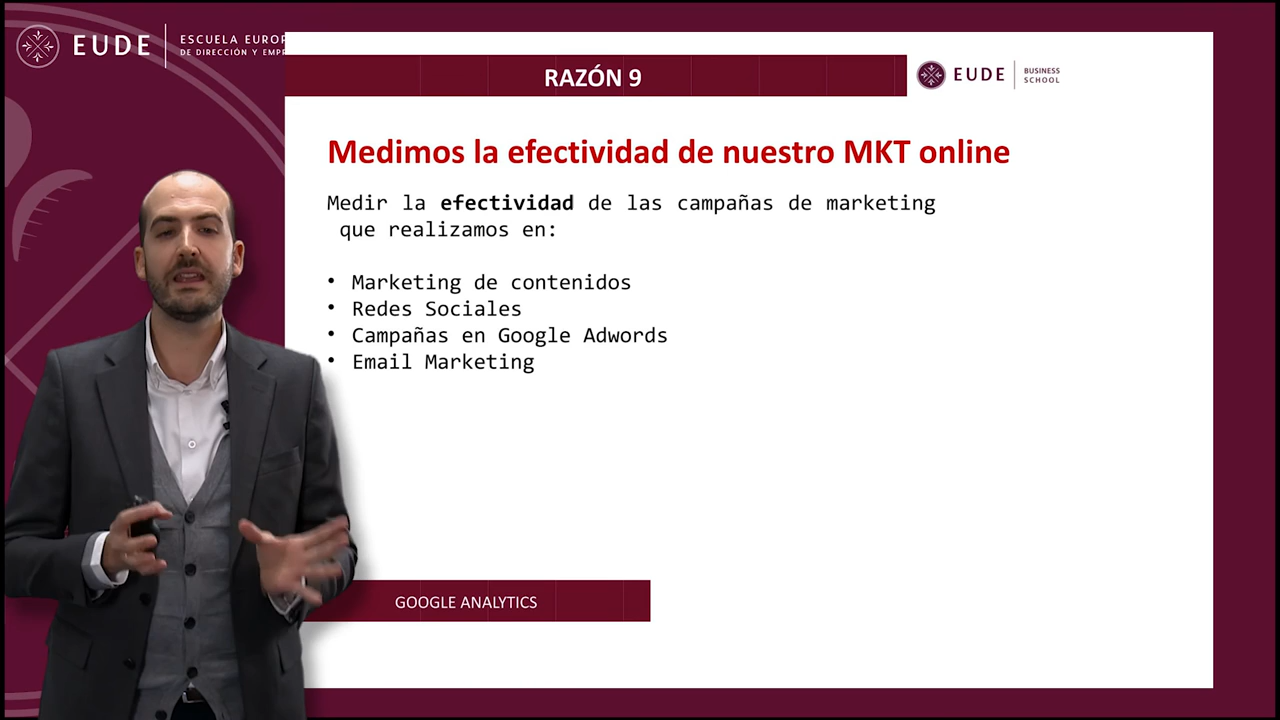 EUDE
ESCUELA EUROP
DE DIRECCIÓN Y EMPR
RAZÓN 9
EUDE
BUSINESS
SCHOOL
Medimos la efectividad de nuestro MKT online
Medir la efectividad de las campañas de marketing
que realizamos en:
• Marketing de contenidos
• Redes Sociales
• Campañas en Google Adwords
• Email Marketing
GOOGLE ANALYTICS